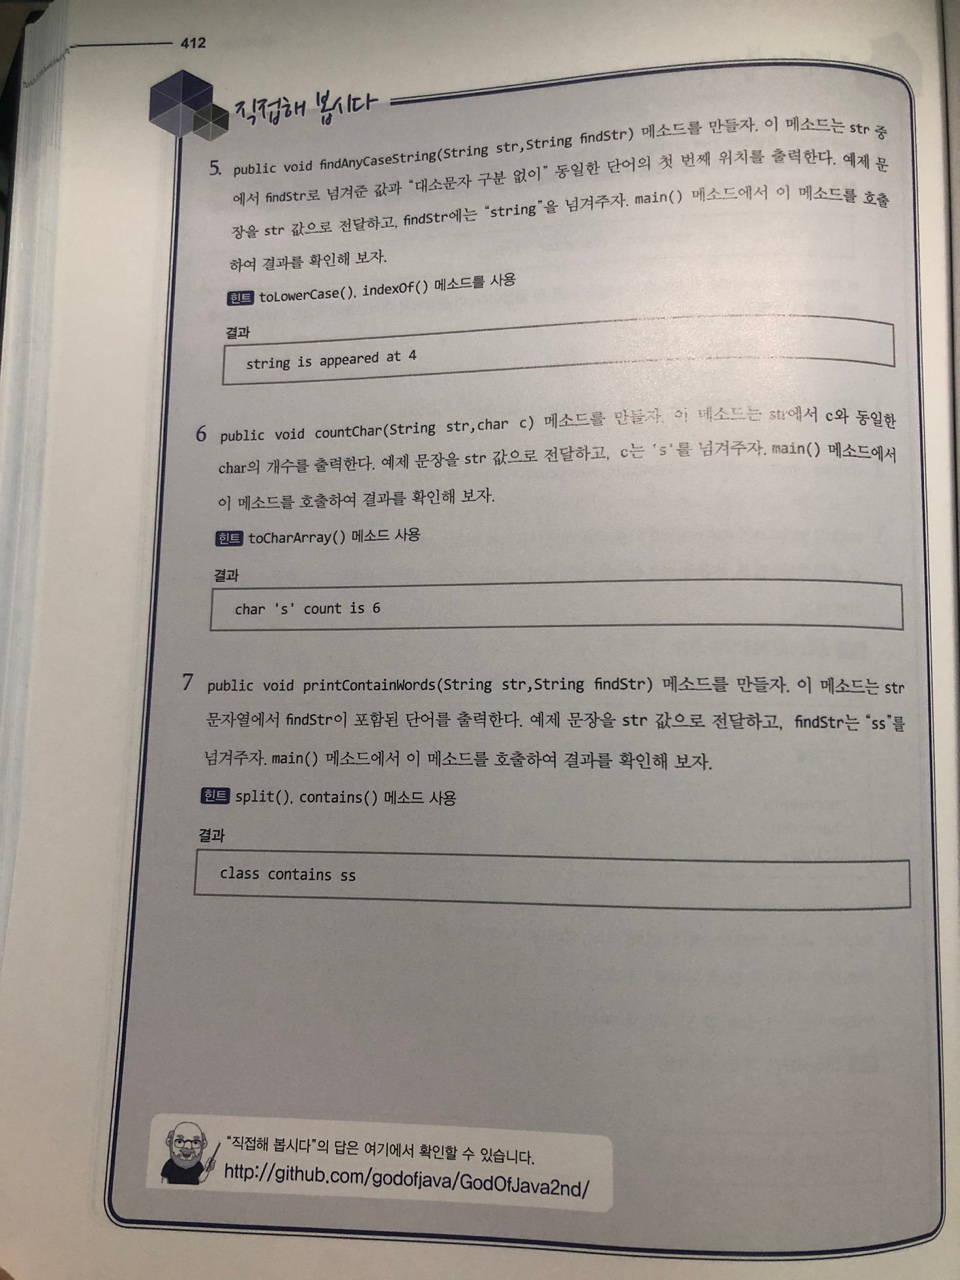 412
직접해 봅시다
5. public void findAnyCaseString(String str,String findStr) 메소드를 만들자. 이 메소드는 str 중
에서 findStr로 넘겨준 값과 “대소문자 구분 없이” 동일한 단어의 첫 번째 위치를 출력한다. 예제 문
장을 str 값으로 전달하고, findStr에는 “string”을 넘겨주자. main() 메소드에서 이 메소드를 호출
하여 결과를 확인해 보자.
힌트 toLowerCase(), indexOf() 메소드를 사용
결과
string is appeared at 4
6 public void countChar(String str,char c) 메소드를 만들자. 이 메소드는 str에서 c와 동일한
char의 개수를 출력한다. 예제 문장을 str 값으로 전달하고, c는 's'를 넘겨주자. main() 메소드에서
이 메소드를 호출하여 결과를 확인해 보자.
힌트 toCharArray() 메소드 사용
결과
char 's' count is 6
7 public void printContainWords(String str,String findStr) 메소드를 만들자. 이 메소드는 str
문자열에서 findStr이 포함된 단어를 출력한다. 예제 문장을 str 값으로 전달하고, findStr는 “ss”를
넘겨주자. main() 메소드에서 이 메소드를 호출하여 결과를 확인해 보자.
힌트 split(), contains() 메소드 사용
결과
class contains ss
“직접해 봅시다”의 답은 여기에서 확인할 수 있습니다.
http://github.com/godofjava/GodOfJava2nd/